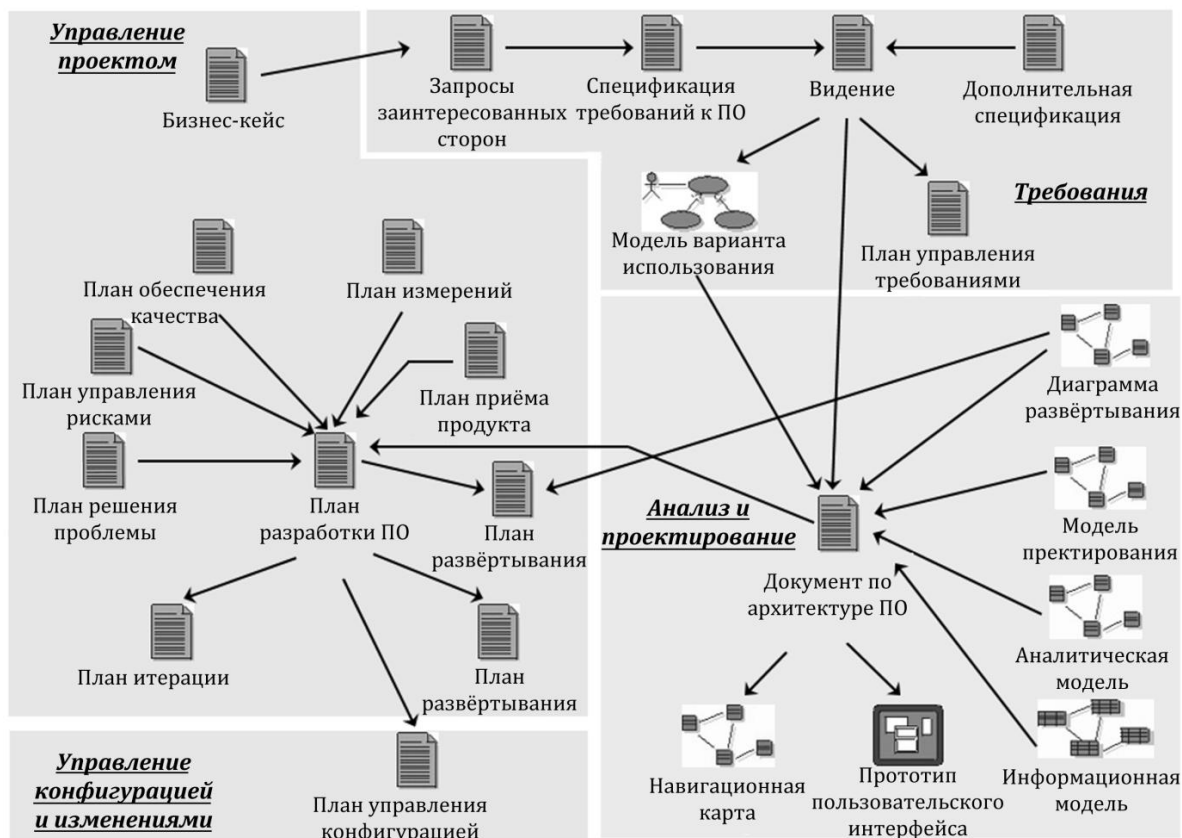 Управление
проектом
Бизнес-кейс
Запросы
заинтересованных
сторон
Спецификация
требований к ПО
Видение
Дополнительная
спецификация
Модель варианта
использования
План управления
требованиями
Требования
План обеспечения
качества
План измерений
План управления
рисками
План приёма
продукта
План решения
проблемы
План
разработки ПО
План
развёртывания
План итерации
План
развёртывания
Управление
конфигурацией
и изменениями
План управления
конфигурацией
Анализ и
проектирование
Диаграмма
развёртывания
Модель
пректирования
Документ по
архитектуре ПО
Аналитическая
модель
Навигационная
карта
Прототип
пользовательского
интерфейса
Информационная
модель